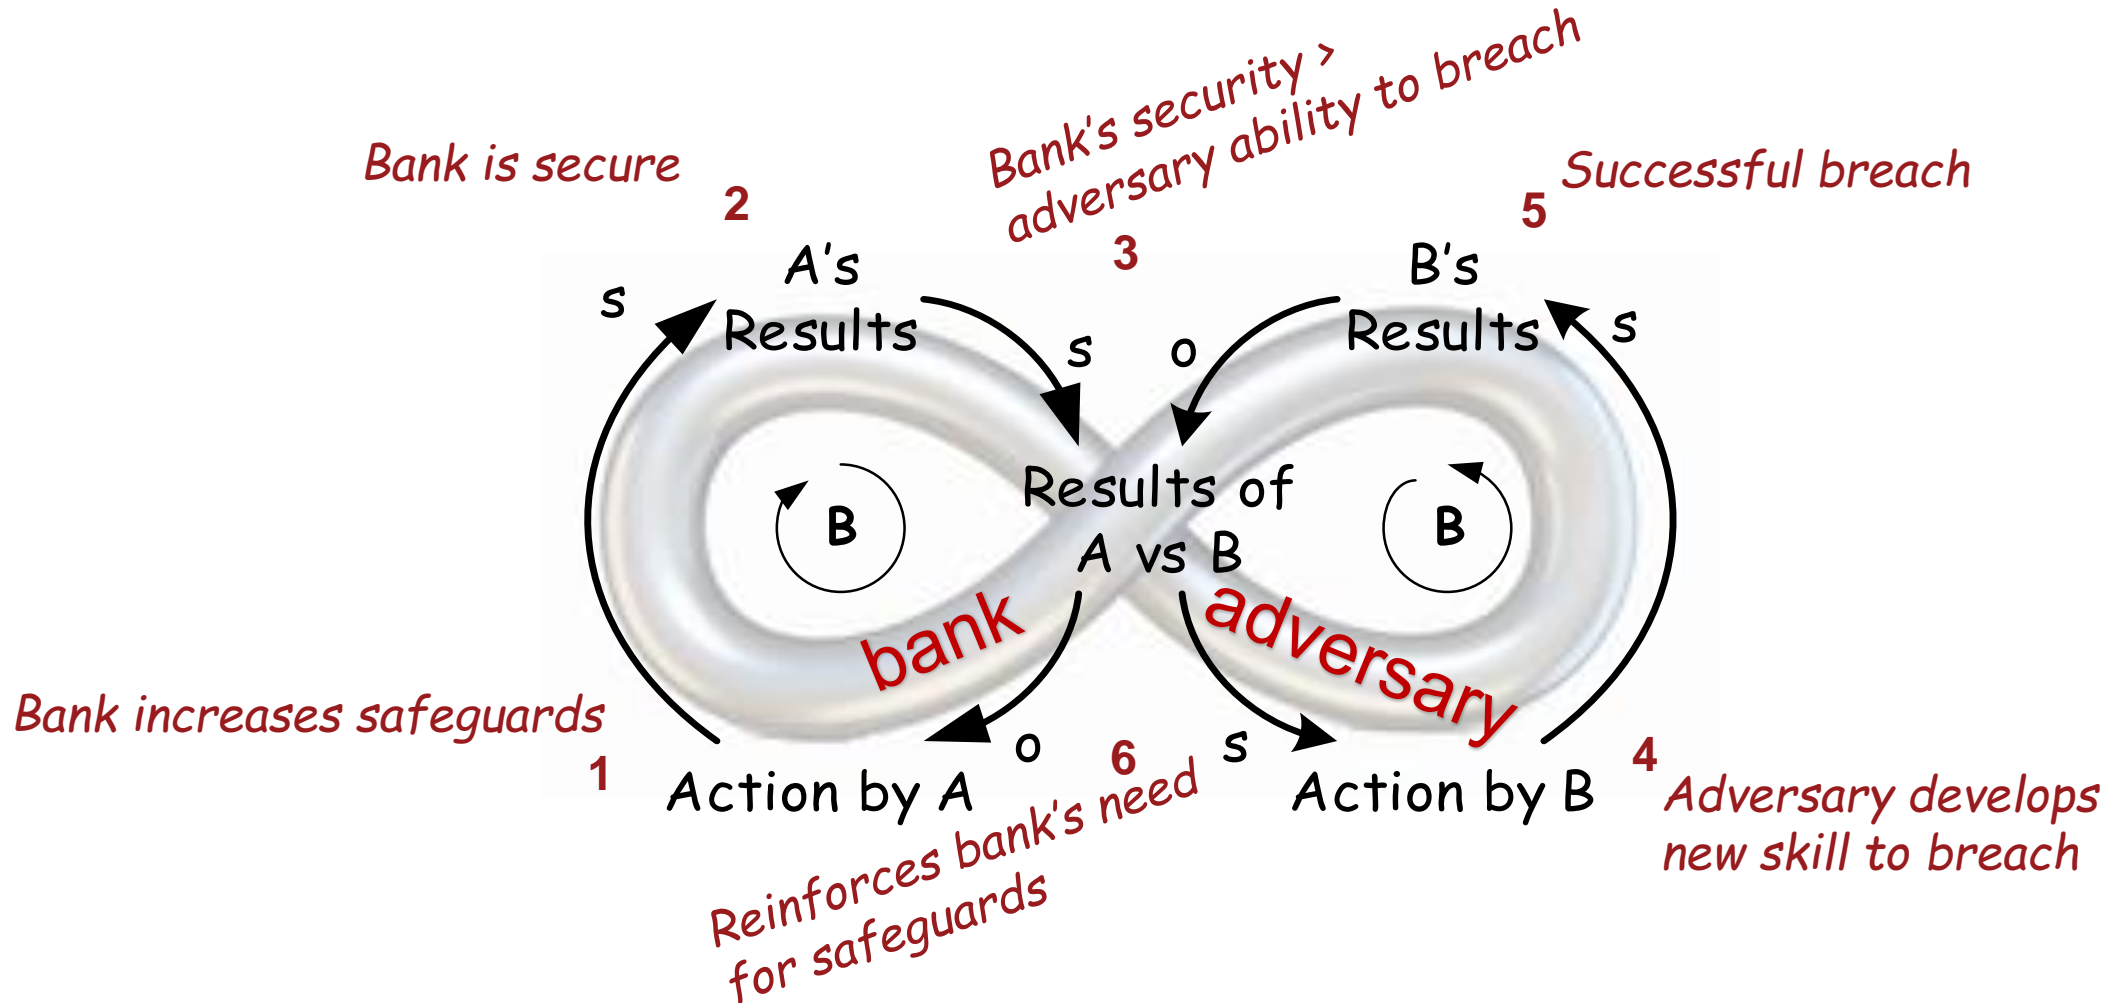 Bank's security >
adversary ability to breach
3
Bank is secure
2
Successful breach
5
A's
Results
B's
Results
s
s
o
s
Results of
A vs B
B
B
bank
adversary
Bank increases safeguards
1
o
6
s
4
Action by A
Action by B
Adversary develops
new skill to breach
Reinforces bank's need
for safeguards